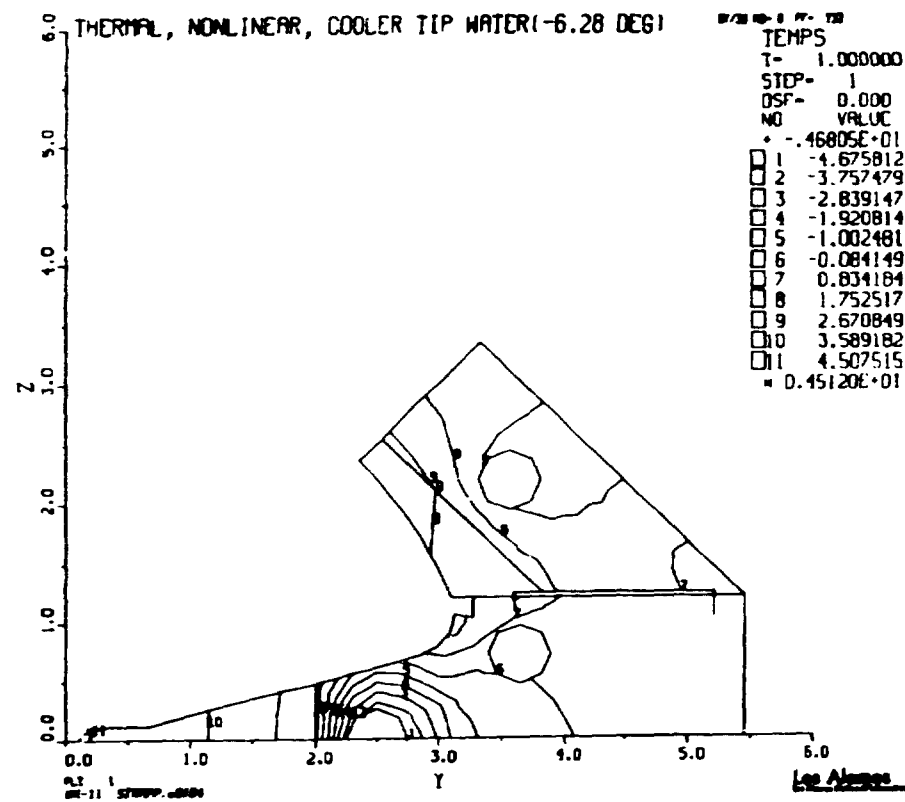 THERMAL, NONLINEAR, COOLER TIP WATER(-6.28 DEG)
TEMPS
T= 1.000000
STEP= 1
DSF= 0.000
NO VALUE
+ -.46805E+01
1 -4.675812
2 -3.757479
3 -2.839147
4 -1.920814
5 -1.002481
6 -0.084149
7 0.834184
8 1.752517
9 2.670849
10 3.589182
11 4.507515
* 0.45120E+01
6.0
5.0
4.0
3.0
2.0
1.0
0.0
Z
10
11
0.0 1.0 2.0 3.0 4.0 5.0 6.0
Y
Los Alamos